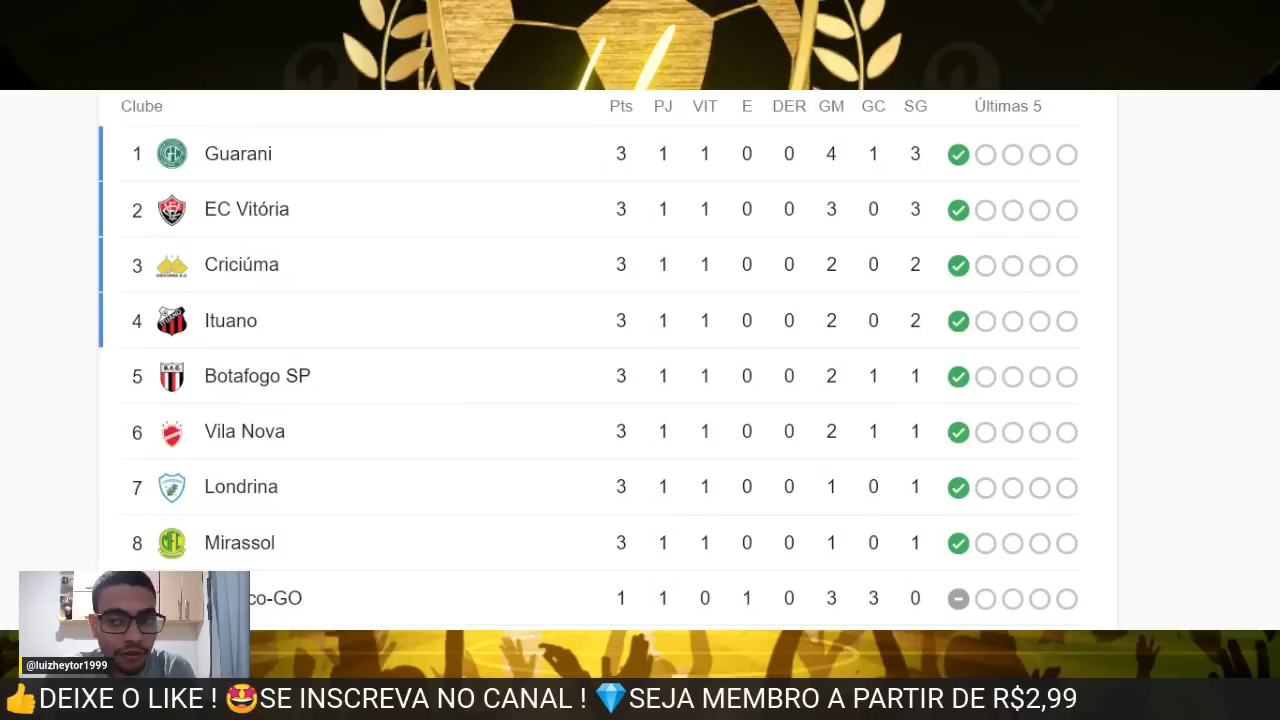 Clube Pts PJ VIT E DER GM GC SG Últimas 5
1 Guarani 3 1 1 0 0 4 1 3
2 EC Vitória 3 1 1 0 0 3 0 3
3 Criciúma 3 1 1 0 0 2 0 2
4 Ituano 3 1 1 0 0 2 0 2
5 Botafogo SP 3 1 1 0 0 2 1 1
6 Vila Nova 3 1 1 0 0 2 1 1
7 Londrina 3 1 1 0 0 1 0 1
8 Mirassol 3 1 1 0 0 1 0 1
co-GO 1 1 0 1 0 3 3 0
@luizheytor1999
👍DEIXE O LIKE ! 🤩SE INSCREVA NO CANAL ! 💎SEJA MEMBRO A PARTIR DE R$2,99